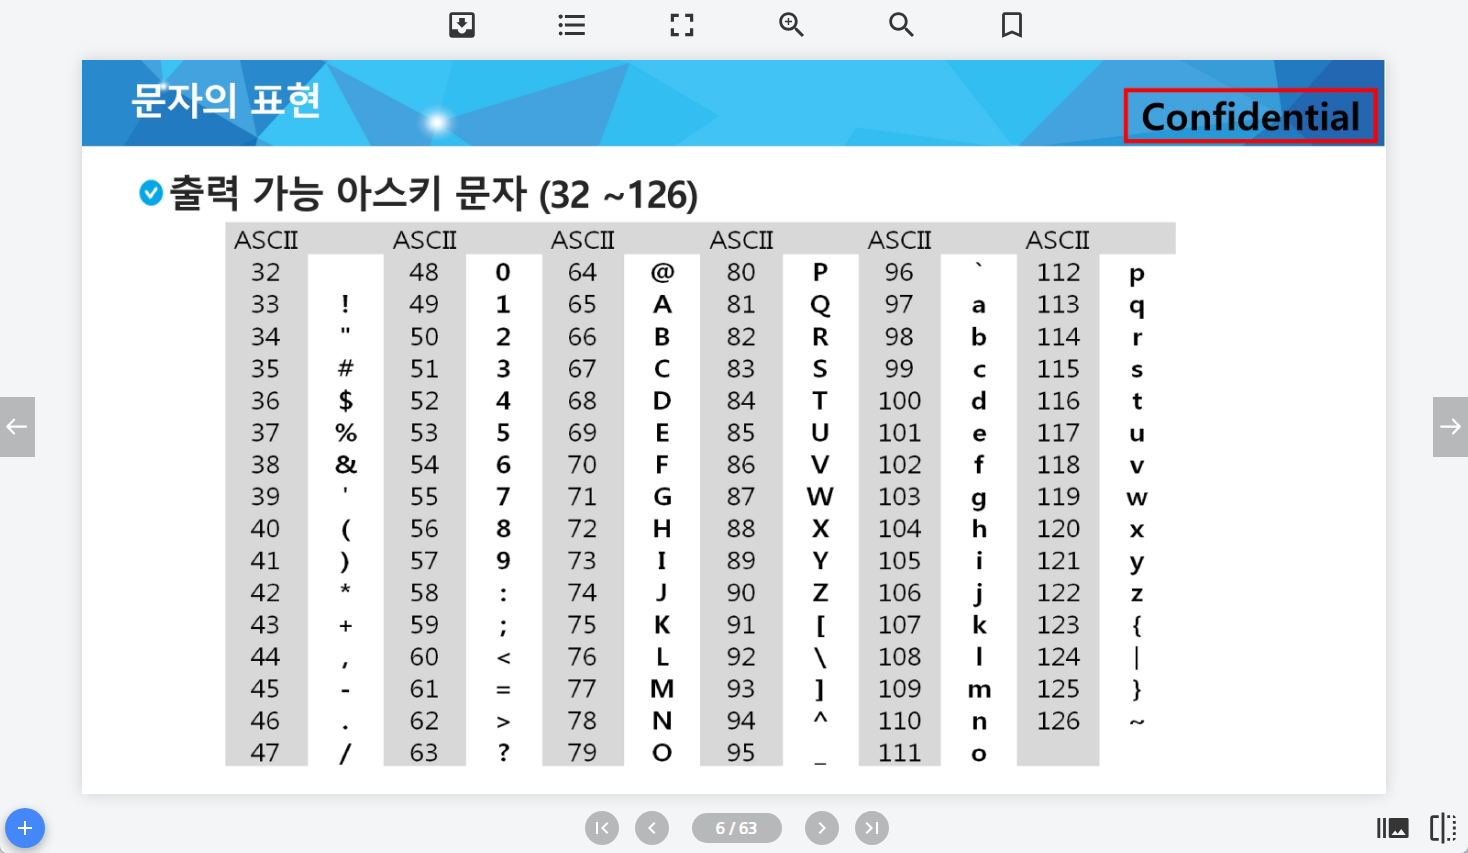 문자의 표현
Confidential
출력 가능 아스키 문자 (32 ~126)
ASCII ASCII ASCII ASCII ASCII ASCII
32 48 0 64 @ 80 P 96 ` 112 p
33 ! 49 1 65 A 81 Q 97 a 113 q
34 " 50 2 66 B 82 R 98 b 114 r
35 # 51 3 67 C 83 S 99 c 115 s
36 $ 52 4 68 D 84 T 100 d 116 t
37 % 53 5 69 E 85 U 101 e 117 u
38 & 54 6 70 F 86 V 102 f 118 v
39 ' 55 7 71 G 87 W 103 g 119 w
40 ( 56 8 72 H 88 X 104 h 120 x
41 ) 57 9 73 I 89 Y 105 i 121 y
42 * 58 : 74 J 90 Z 106 j 122 z
43 + 59 ; 75 K 91 [ 107 k 123 {
44 , 60 < 76 L 92 \ 108 l 124 |
45 - 61 = 77 M 93 ] 109 m 125 }
46 . 62 > 78 N 94 ^ 110 n 126 ~
47 / 63 ? 79 O 95 _ 111 o
6 / 63